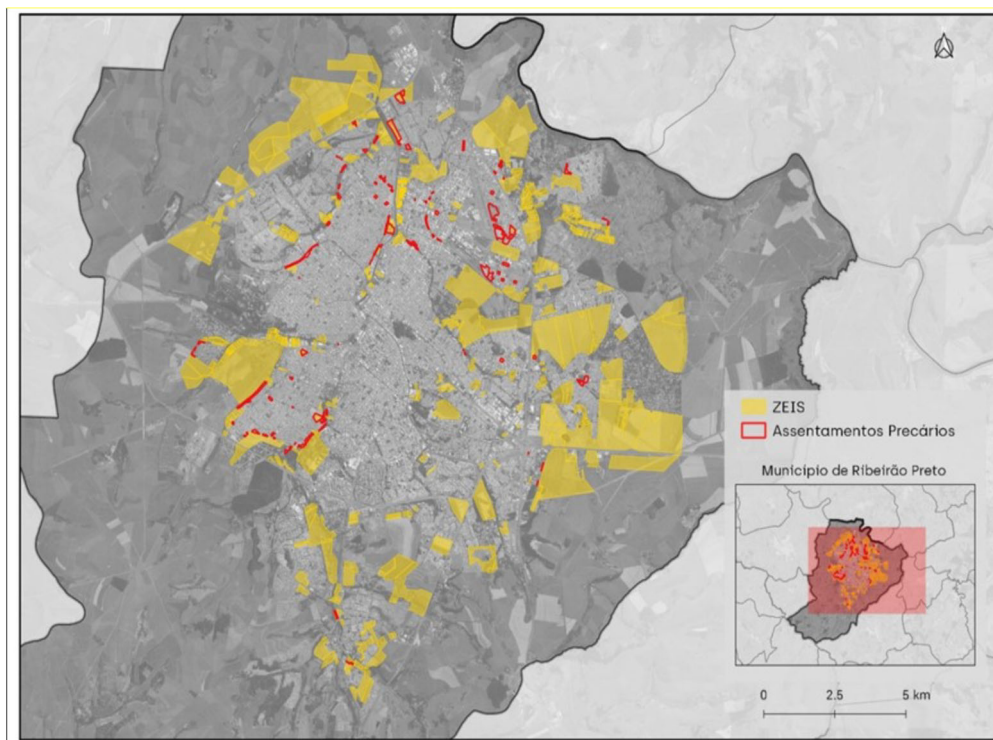 ZEIS
Assentamentos Precários
Município de Ribeirão Preto
0 2.5 5 km